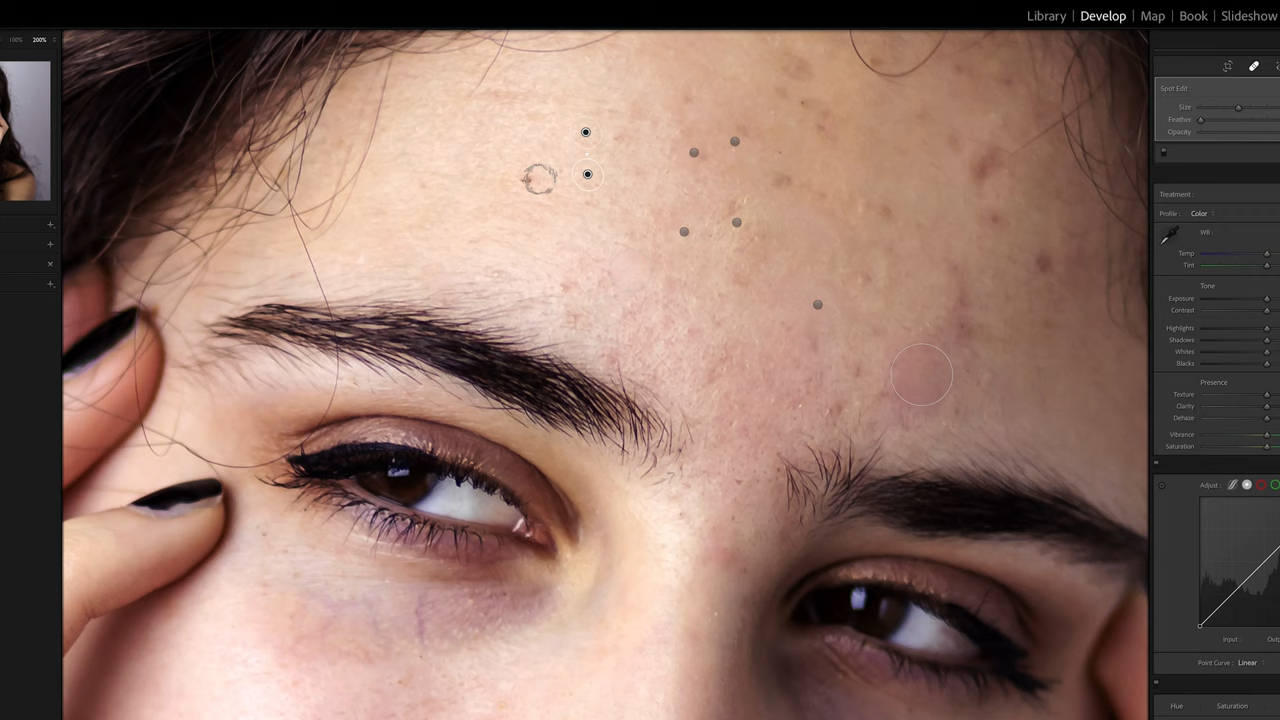 Library | Develop | Map | Book | Slideshow
100% 200%
Spot Edit :
Size
Feather
Opacity
Treatment :
Profile : Color
WB :
Temp
Tint
Tone
Exposure
Contrast
Highlights
Shadows
Whites
Blacks
Presence
Texture
Clarity
Dehaze
Vibrance
Saturation
Adjust :
Input : Outp
Point Curve : Linear
Hue Saturation